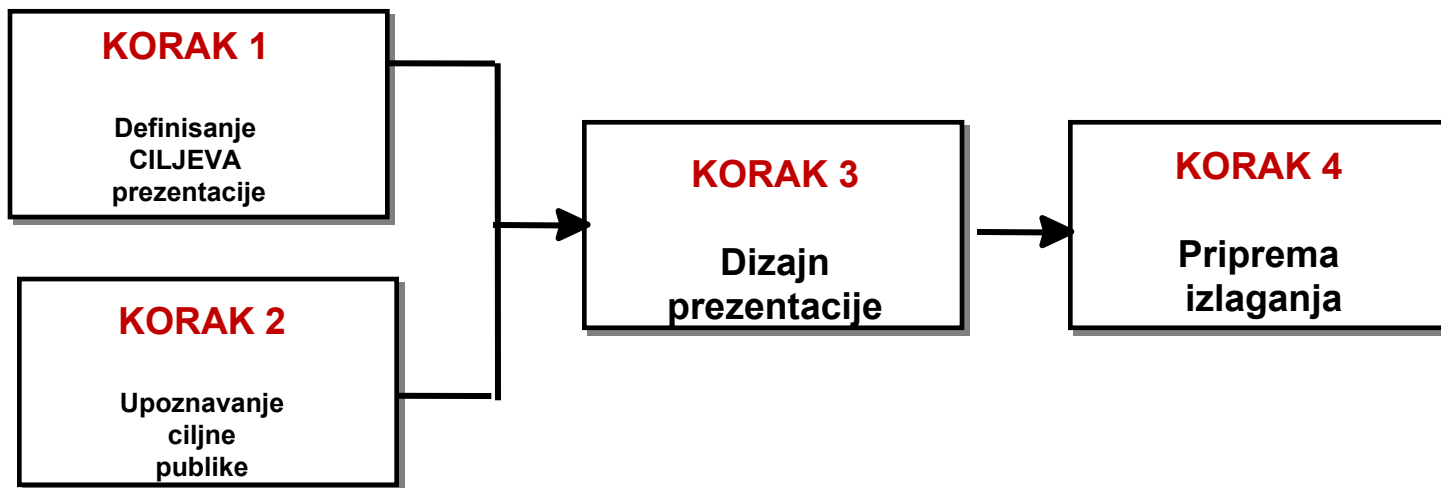 KORAK 1
Definisanje
CILJEVA
prezentacije
KORAK 2
Upoznavanje
ciljne
publike
KORAK 3
Dizajn
prezentacije
KORAK 4
Priprema
izlaganja